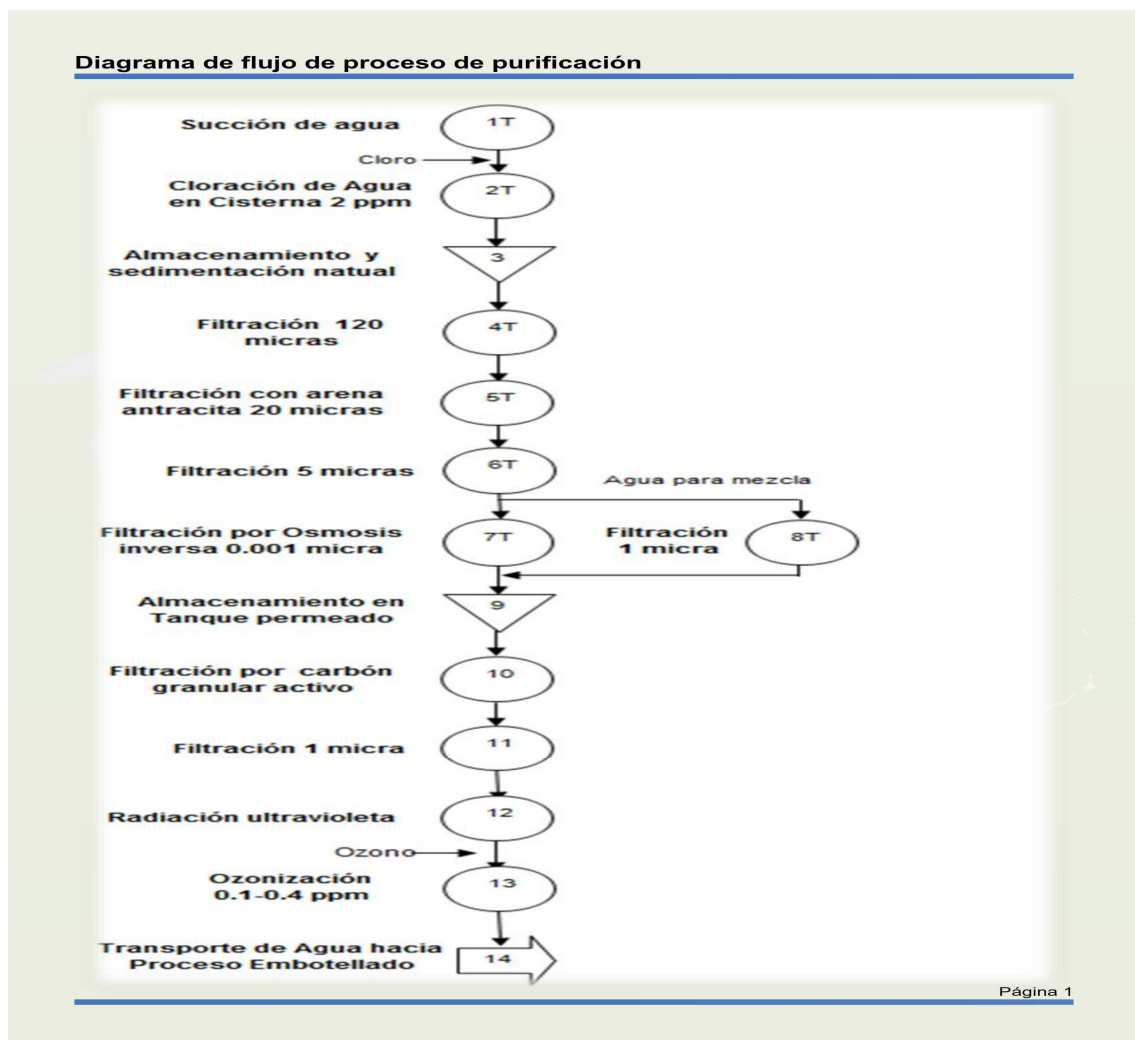 Diagrama de flujo de proceso de purificación
Succión de agua
1T
Cloro
Cloración de Agua
en Cisterna 2 ppm
2T
Almacenamiento y
sedimentación natual
3
Filtración 120
micras
4T
Filtración con arena
antracita 20 micras
5T
Filtración 5 micras
6T
Agua para mezcla
Filtración por Osmosis
inversa 0.001 micra
7T
Filtración
1 micra
8T
Almacenamiento en
Tanque permeado
9
Filtración por carbón
granular activo
10
Filtración 1 micra
11
Radiación ultravioleta
12
Ozono
Ozonización
0.1-0.4 ppm
13
Transporte de Agua hacia
Proceso Embotellado
14
Página 1